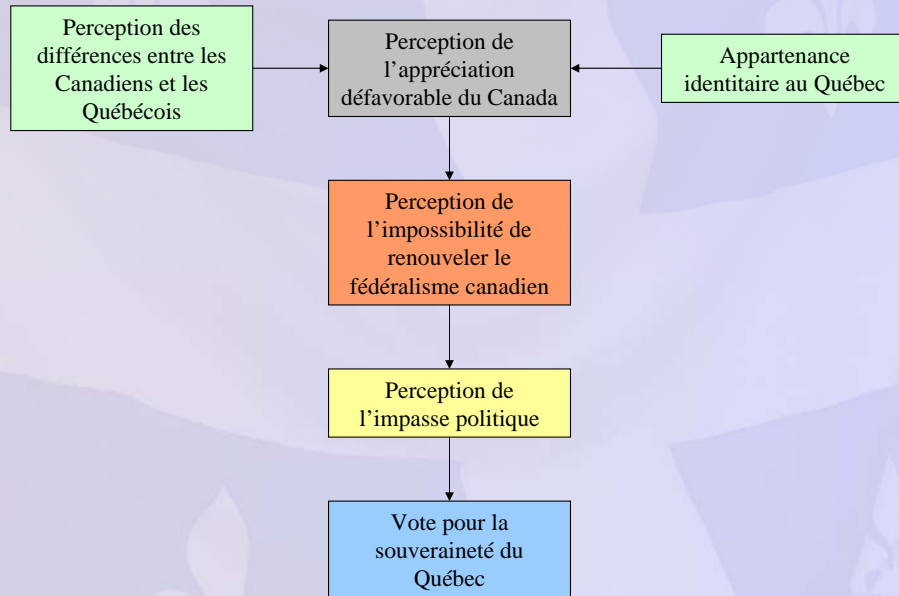 Perception des
différences entre les
Canadiens et les
Québécois
Perception de
l’appréciation
défavorable du Canada
Appartenance
identitaire au Québec
Perception de
l’impossibilité de
renouveler le
fédéralisme canadien
Perception de
l’impasse politique
Vote pour la
souveraineté du
Québec